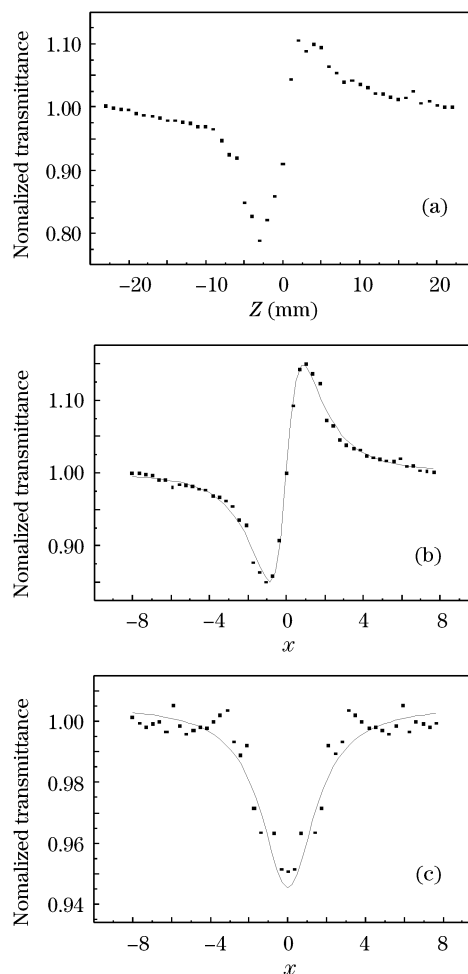 Nomalized transmittance
1.10
1.00
0.90
0.80
(a)
−20 −10 0 10 20
Z (mm)
Nomalized transmittance
1.10
1.00
0.90
(b)
−8 −4 0 4 8
x
Nomalized transmittance
1.00
0.98
0.96
0.94
(c)
−8 −4 0 4 8
x